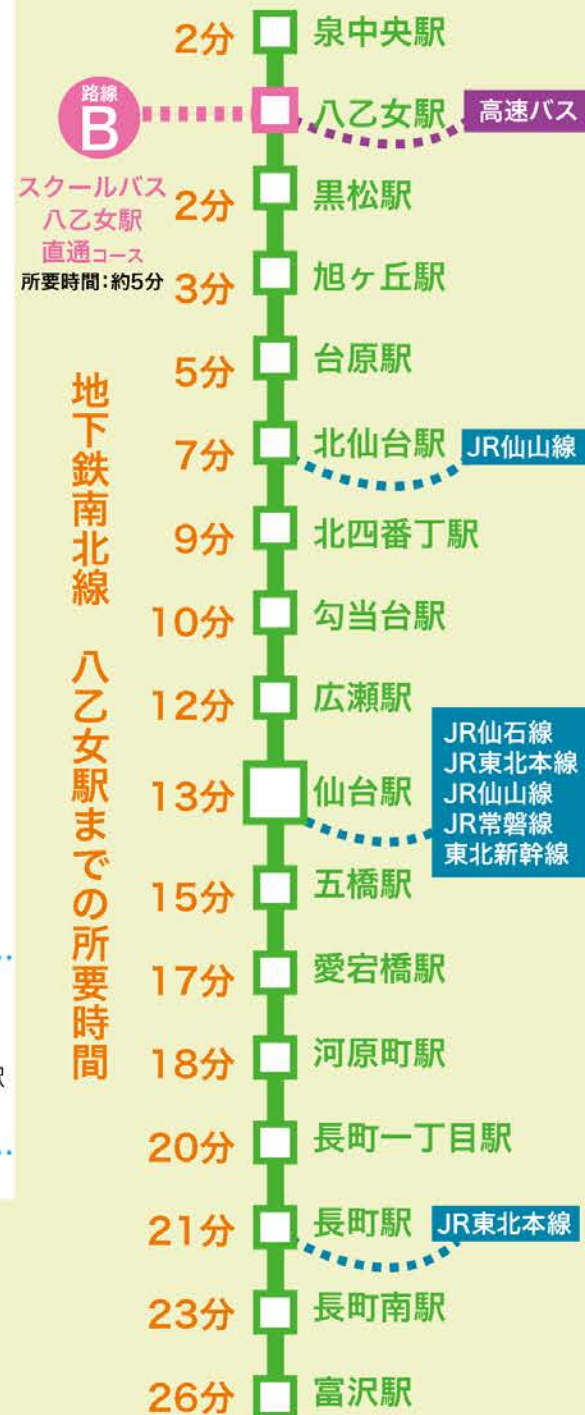 2分 泉中央駅
路線
B
八乙女駅 高速バス
スクールバス
八乙女駅
直通コース
所要時間:約5分
2分 黒松駅
3分 旭ヶ丘駅
5分 台原駅
7分 北仙台駅 JR仙山線
9分 北四番丁駅
10分 勾当台駅
12分 広瀬駅
13分 仙台駅
JR仙石線
JR東北本線
JR仙山線
JR常磐線
東北新幹線
15分 五橋駅
17分 愛宕橋駅
18分 河原町駅
20分 長町一丁目駅
21分 長町駅 JR東北本線
23分 長町南駅
26分 富沢駅
地下鉄南北線 八乙女駅までの所要時間